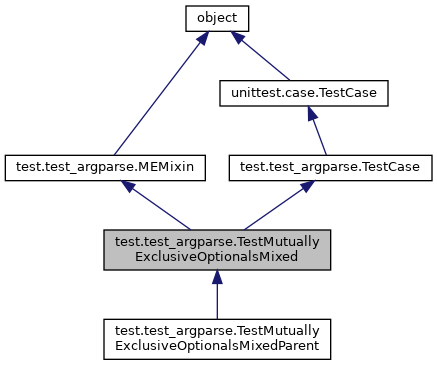 object
unittest.case.TestCase
test.test_argparse.MEMixin
test.test_argparse.TestCase
test.test_argparse.TestMutually
ExclusiveOptionalsMixed
test.test_argparse.TestMutually
ExclusiveOptionalsMixedParent